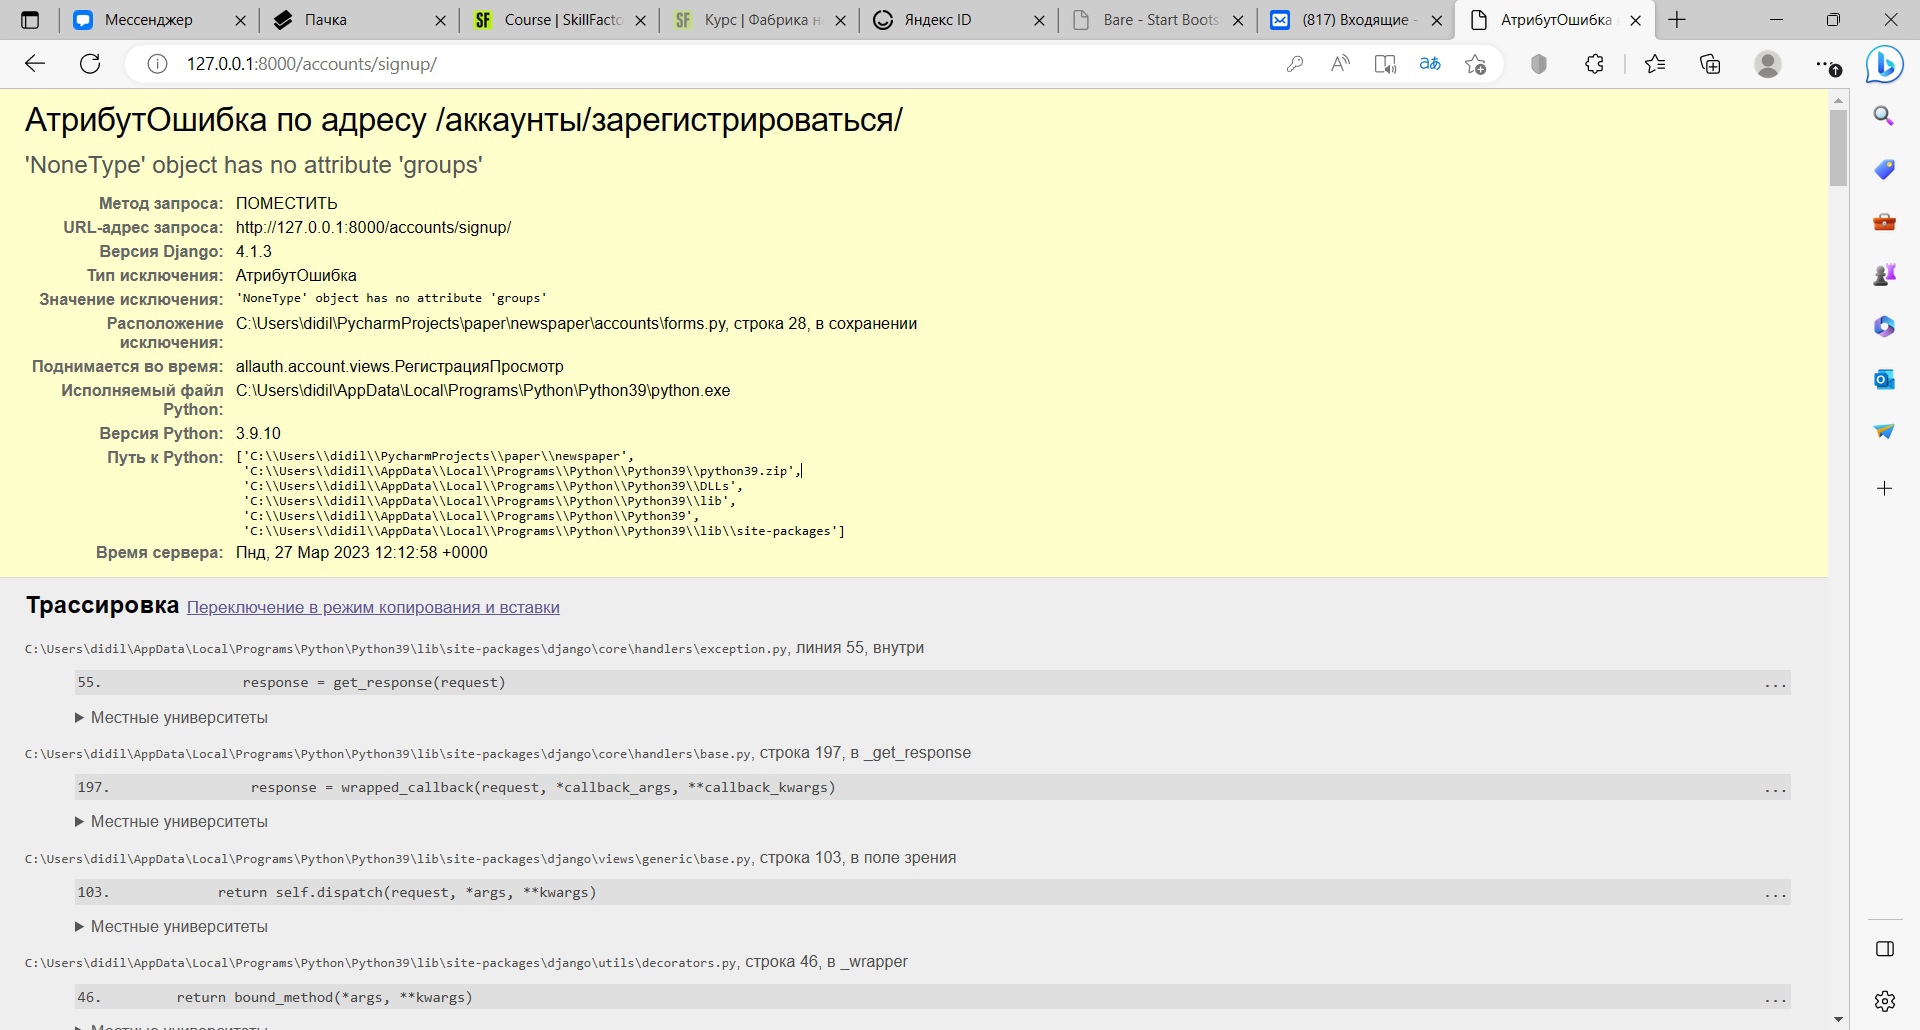 Мессенджер
Пачка
SF Course | SkillFacto
SF Курс | Фабрика н
Яндекс ID
Bare - Start Boots
(817) Входящие -
АтрибутОшибка
127.0.0.1:8000/accounts/signup/
АтрибутОшибка по адресу /аккаунты/зарегистрироваться/
'NoneType' object has no attribute 'groups'
Метод запроса: ПОМЕСТИТЬ
URL-адрес запроса: http://127.0.0.1:8000/accounts/signup/
Версия Django: 4.1.3
Тип исключения: АтрибутОшибка
Значение исключения: 'NoneType' object has no attribute 'groups'
Расположение исключения: C:\Users\didil\PycharmProjects\paper\newspaper\accounts\forms.py, строка 28, в сохранении
Поднимается во время: allauth.account.views.РегистрацияПросмотр
Исполняемый файл Python: C:\Users\didil\AppData\Local\Programs\Python\Python39\python.exe
Версия Python: 3.9.10
Путь к Python: ['C:\\Users\\didil\\PycharmProjects\\paper\\newspaper',
'C:\\Users\\didil\\AppData\\Local\\Programs\\Python\\Python39\\python39.zip',
'C:\\Users\\didil\\AppData\\Local\\Programs\\Python\\Python39\\DLLs',
'C:\\Users\\didil\\AppData\\Local\\Programs\\Python\\Python39\\lib',
'C:\\Users\\didil\\AppData\\Local\\Programs\\Python\\Python39',
'C:\\Users\\didil\\AppData\\Local\\Programs\\Python\\Python39\\lib\\site-packages']
Время сервера: Пнд, 27 Мар 2023 12:12:58 +0000
Трассировка Переключение в режим копирования и вставки
C:\Users\didil\AppData\Local\Programs\Python\Python39\lib\site-packages\django\core\handlers\exception.py, линия 55, внутри
55. response = get_response(request) ...
▶ Местные университеты
C:\Users\didil\AppData\Local\Programs\Python\Python39\lib\site-packages\django\core\handlers\base.py, строка 197, в _get_response
197. response = wrapped_callback(request, *callback_args, **callback_kwargs) ...
▶ Местные университеты
C:\Users\didil\AppData\Local\Programs\Python\Python39\lib\site-packages\django\views\generic\base.py, строка 103, в поле зрения
103. return self.dispatch(request, *args, **kwargs) ...
▶ Местные университеты
C:\Users\didil\AppData\Local\Programs\Python\Python39\lib\site-packages\django\utils\decorators.py, строка 46, в _wrapper
46. return bound_method(*args, **kwargs) ...